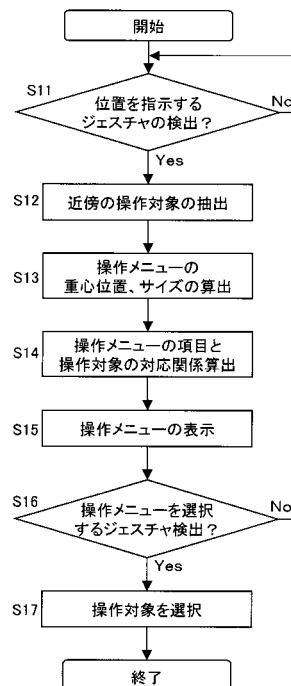 開始
S11
位置を指示する
ジェスチャの検出?
No
Yes
S12
近傍の操作対象の抽出
S13
操作メニューの
重心位置、サイズの算出
S14
操作メニューの項目と
操作対象の対応関係算出
S15
操作メニューの表示
S16
操作メニューを選択
するジェスチャ検出?
No
Yes
S17
操作対象を選択
終了